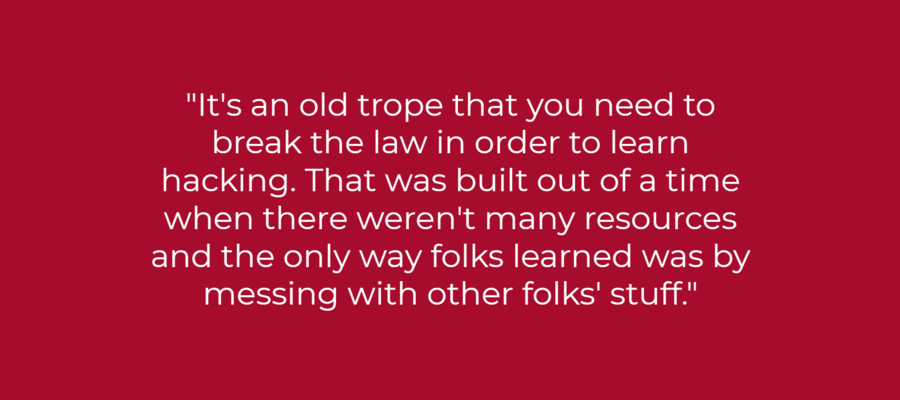 "It's an old trope that you need to
break the law in order to learn
hacking. That was built out of a time
when there weren't many resources
and the only way folks learned was by
messing with other folks' stuff."